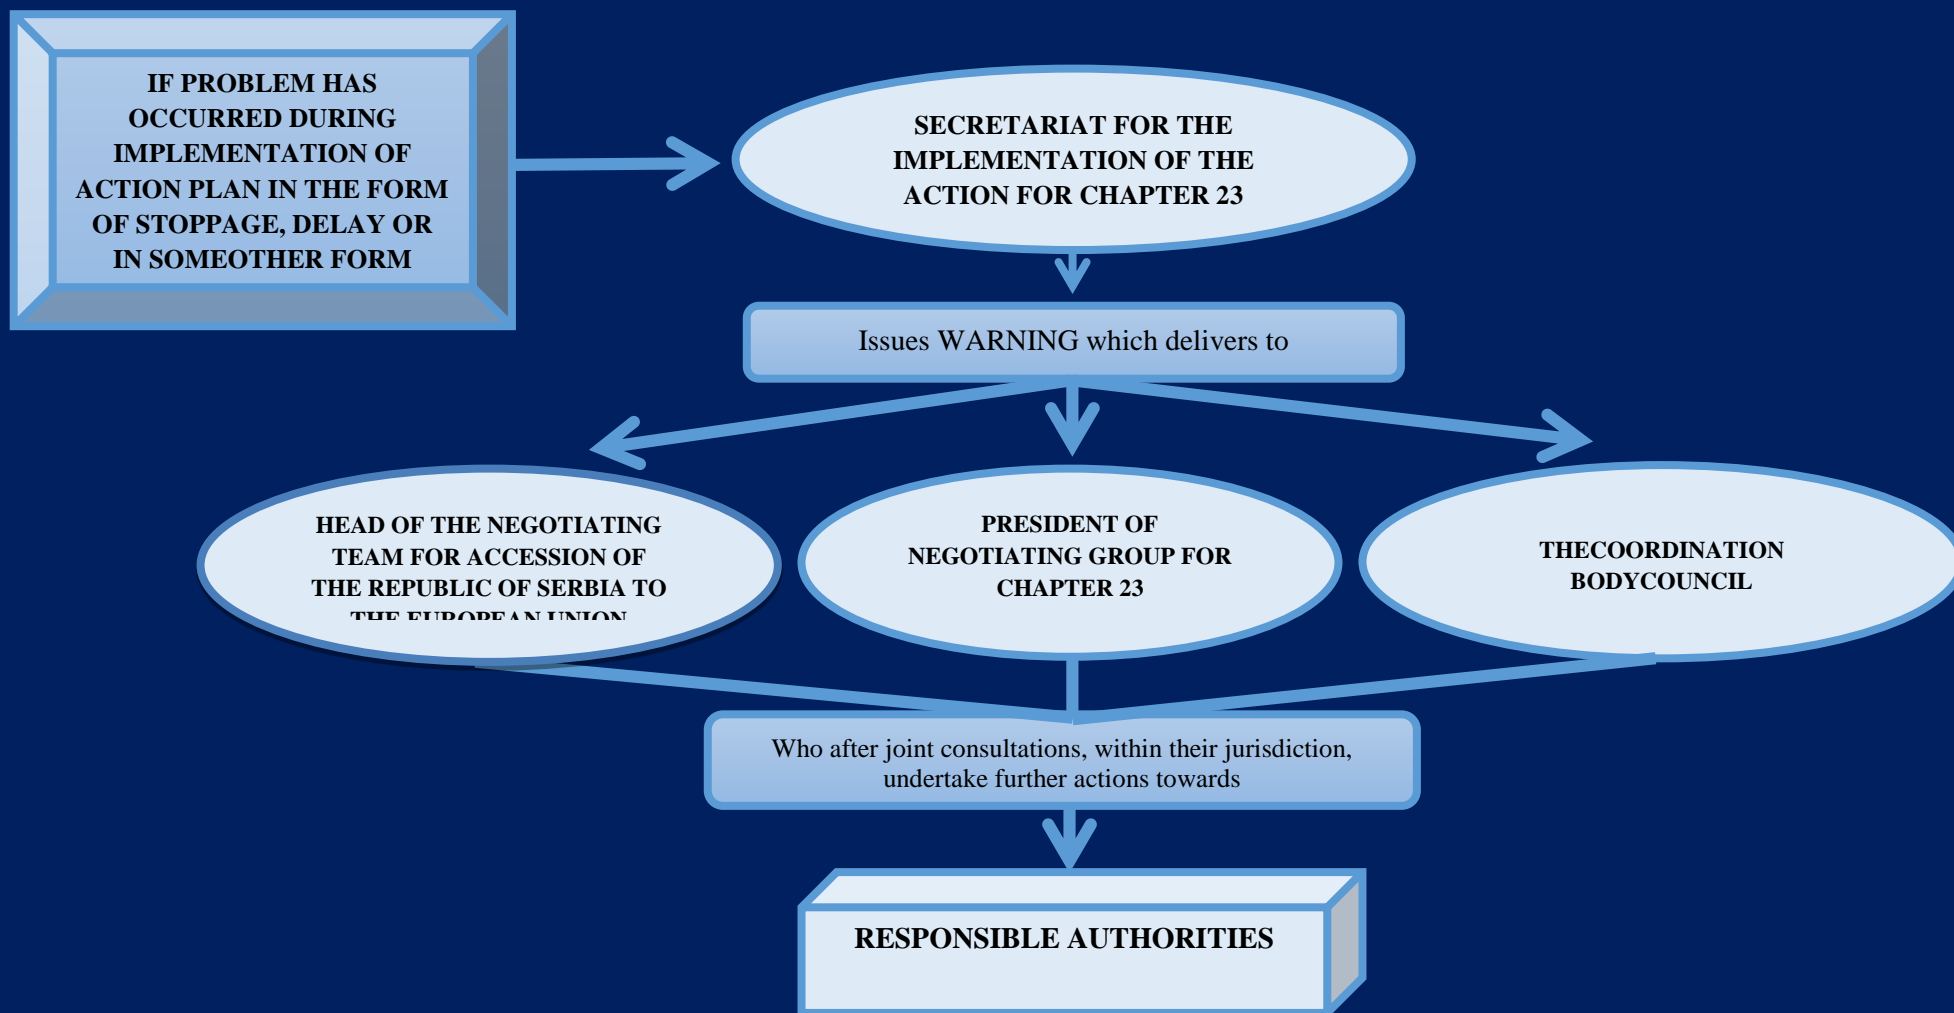 IF PROBLEM HAS
OCCURRED DURING
IMPLEMENTATION OF
ACTION PLAN IN THE FORM
OF STOPPAGE, DELAY OR
IN SOMEOTHER FORM
SECRETARIAT FOR THE
IMPLEMENTATION OF THE
ACTION FOR CHAPTER 23
Issues WARNING which delivers to
HEAD OF THE NEGOTIATING
TEAM FOR ACCESSION OF
THE REPUBLIC OF SERBIA TO
THE EUROPEAN UNION
PRESIDENT OF
NEGOTIATING GROUP FOR
CHAPTER 23
THECOORDINATION
BODYCOUNCIL
Who after joint consultations, within their jurisdiction,
undertake further actions towards
RESPONSIBLE AUTHORITIES